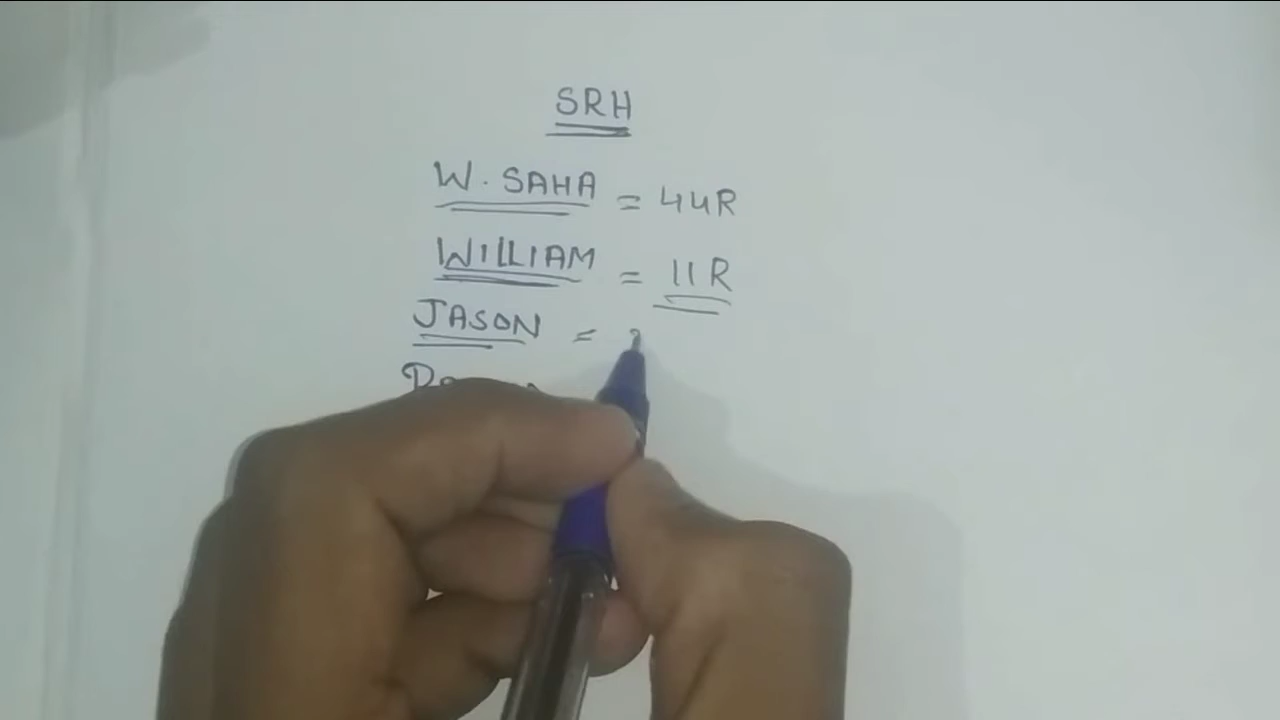 SRH
W. SAHA = 44R
WILLIAM = 11R
JASON =